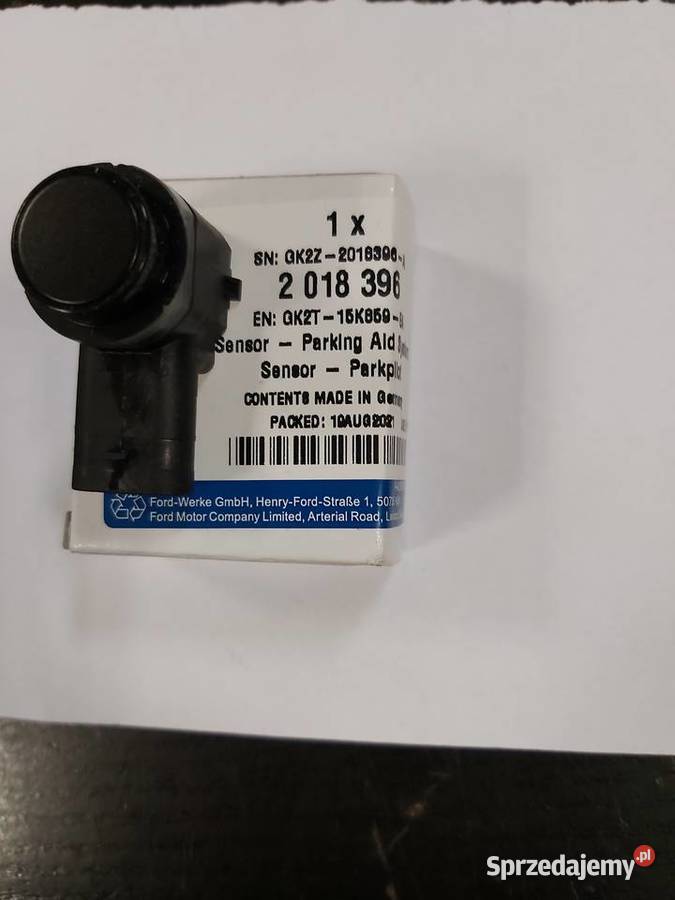 1 x
SN: GK2Z-2018396-
2 018 396
EN: GK2T-15K859-
Sensor - Parking Aid
Sensor -
CONTENTS MADE IN
PACKED: 19AUG2021
Ford-Werke GmbH, Henry-Ford-Straße 1,
Ford Motor Company Limited, Arterial Road,
Sprzedajemy.pl